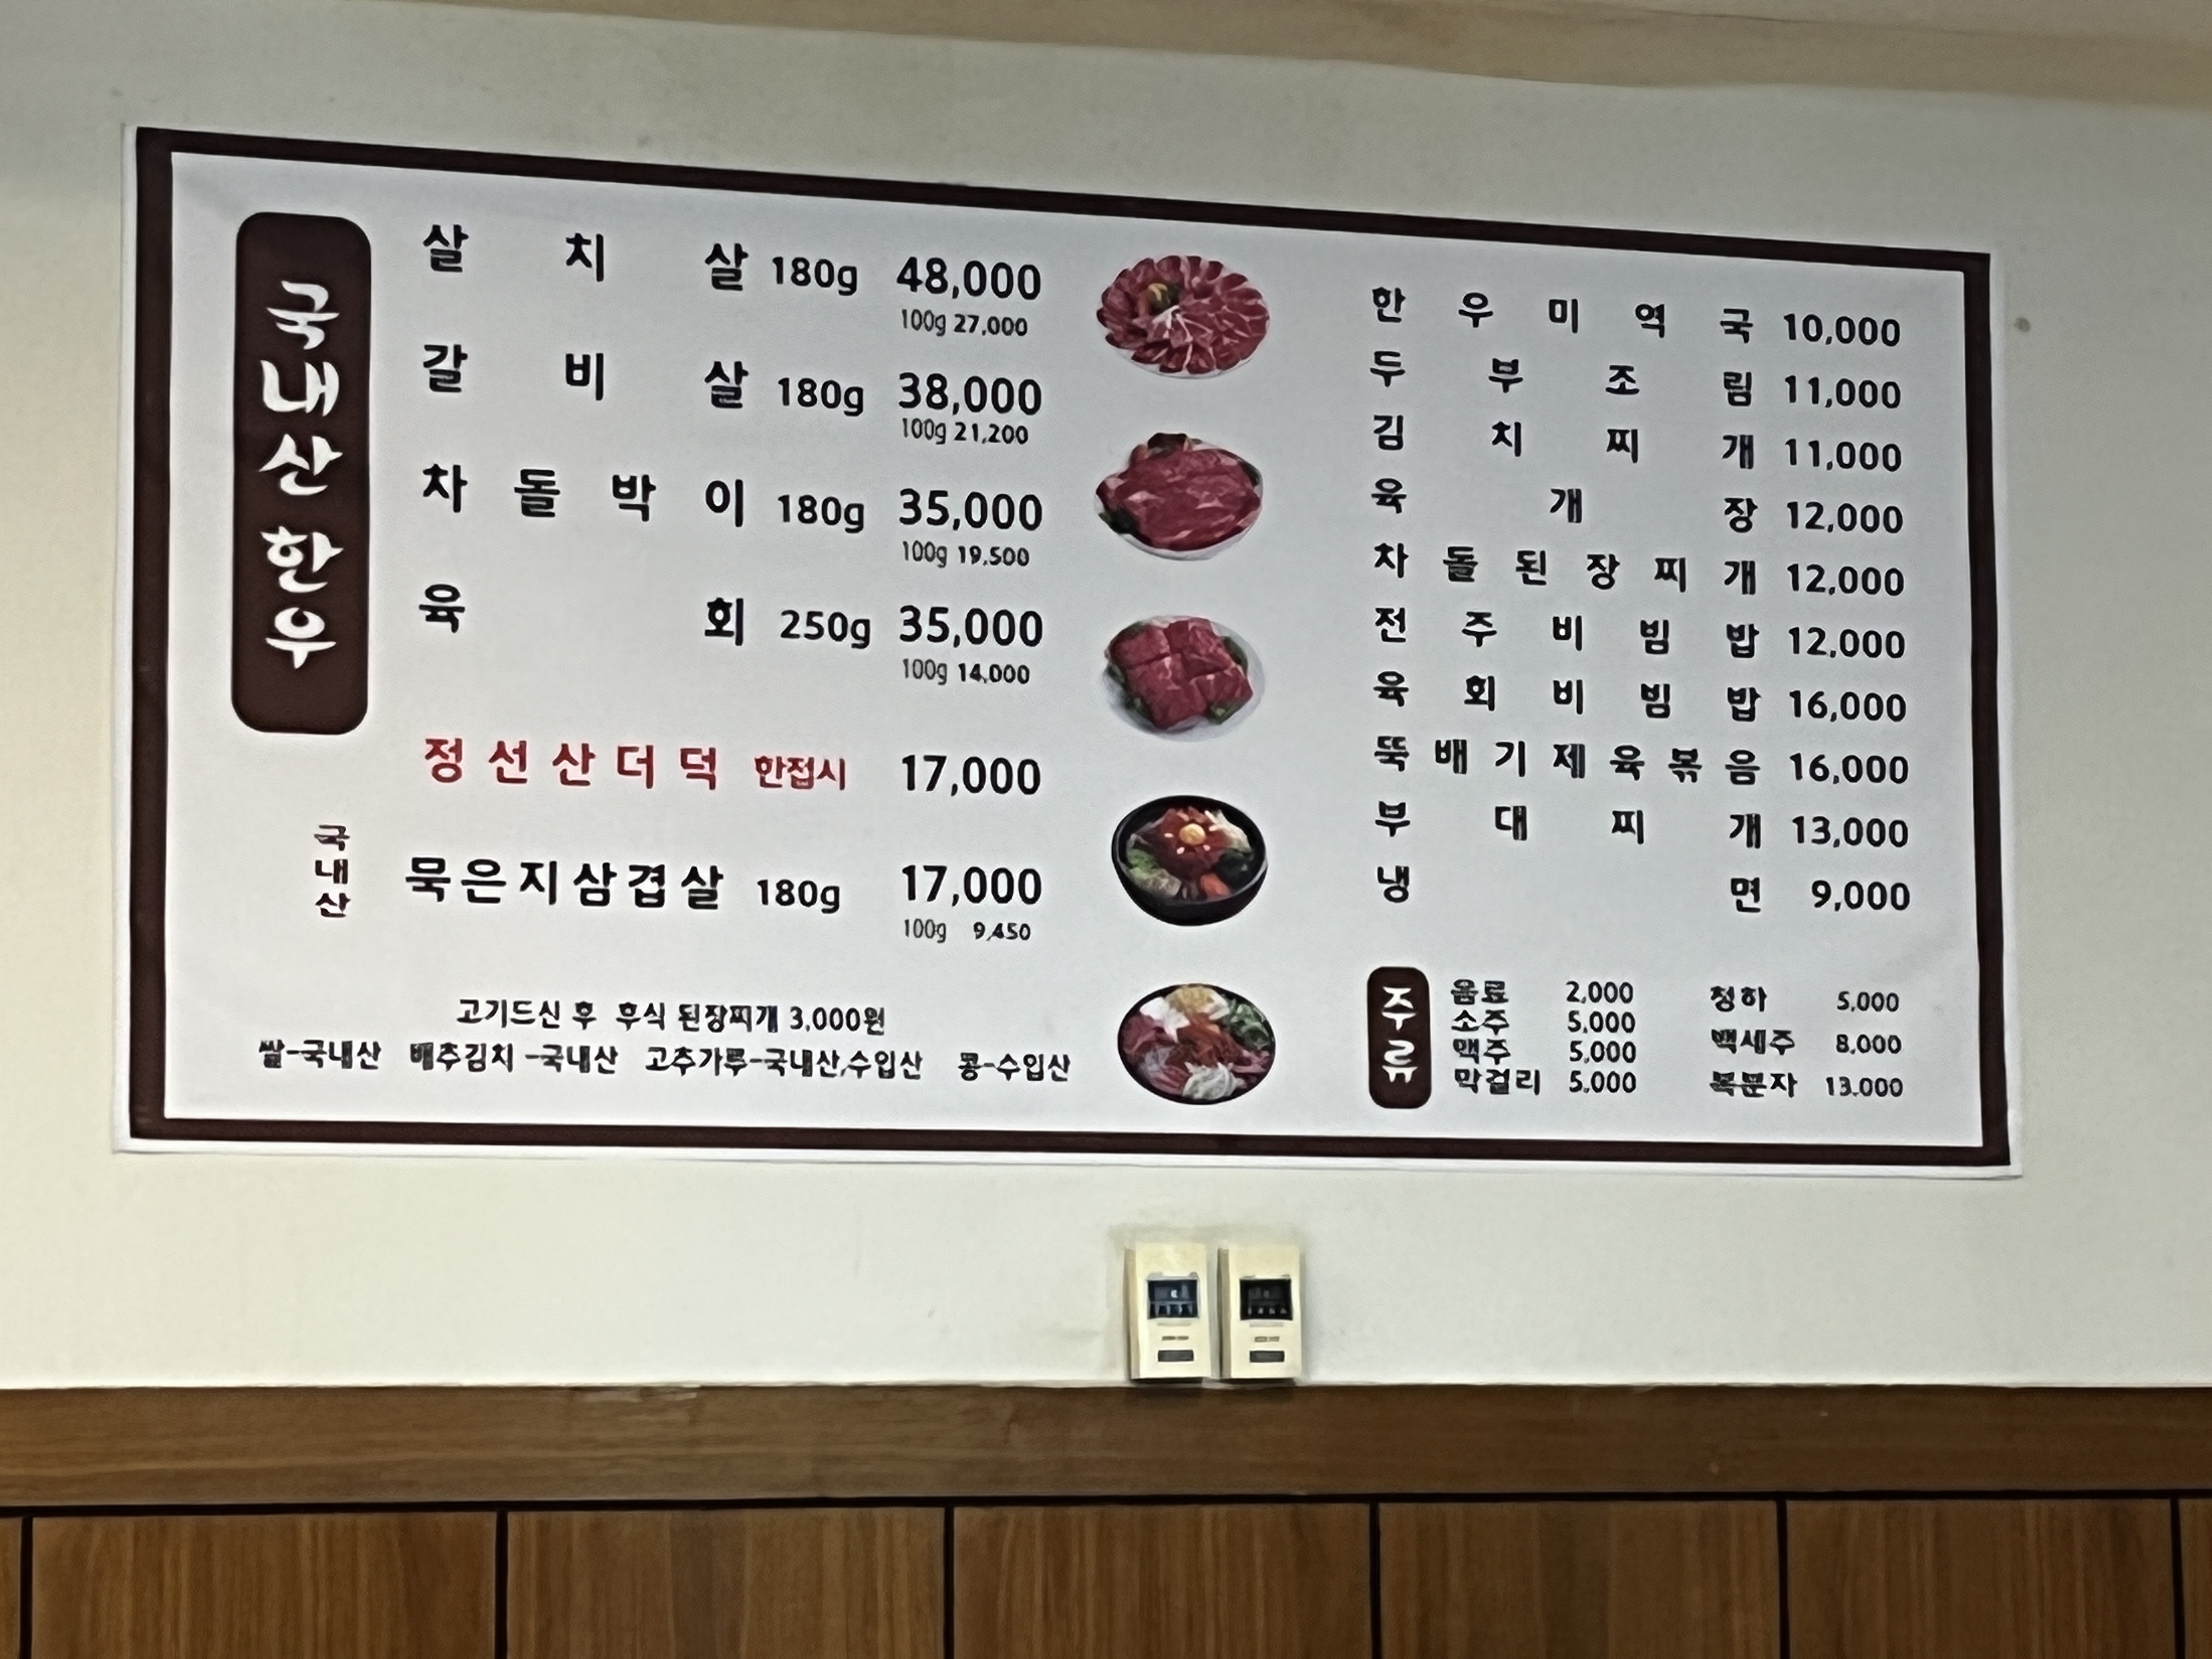 국내산 한우
살치살 180g 48,000
100g 27,000
갈비살 180g 38,000
100g 21,200
차돌박이 180g 35,000
100g 19,500
육회 250g 35,000
100g 14,000
정선산더덕 한접시 17,000
국내산
묵은지삼겹살 180g 17,000
100g 9,450
고기드신 후 후식 된장찌개 3,000원
쌀-국내산 배추김치-국내산 고추가루-국내산,수입산 콩-수입산
한우미역국 10,000
두부조림 11,000
김치찌개 11,000
육개장 12,000
차돌된장찌개 12,000
전주비빔밥 12,000
육회비빔밥 16,000
뚝배기제육볶음 16,000
부대찌개 13,000
냉면 9,000
주류
음료 2,000
소주 5,000
맥주 5,000
막걸리 5,000
청하 5,000
백세주 8,000
복분자 13,000